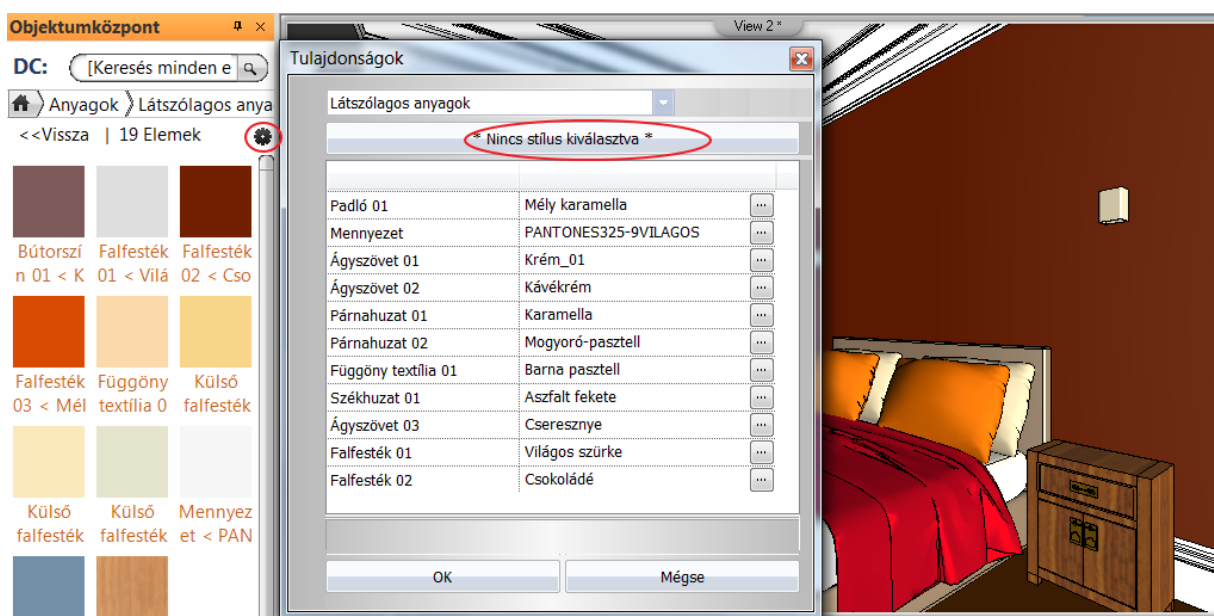 Objektumközpont
View 2 *
DC: [Keresés minden e
Anyagok Látszólagos anya
<<Vissza | 19 Elemek
Bútorszí
n 01 < K
Falfesték
01 < Vilá
Falfesték
02 < Cso
Falfesték
03 < Mél
Függöny
textília 0
Külső
falfesték
Külső
falfesték
Külső
falfesték
Mennyez
et < PAN
Tulajdonságok
Látszólagos anyagok
* Nincs stílus kiválasztva *
Padló 01 Mély karamella ...
Mennyezet PANTONES325-9VILAGOS ...
Ágyszövet 01 Krém_01 ...
Ágyszövet 02 Kávékrém ...
Párnahuzat 01 Karamella ...
Párnahuzat 02 Mogyoró-pasztell ...
Függöny textília 01 Barna pasztell ...
Székhuzat 01 Aszfalt fekete ...
Ágyszövet 03 Cseresznye ...
Falfesték 01 Világos szürke ...
Falfesték 02 Csokoládé ...
OK Mégse